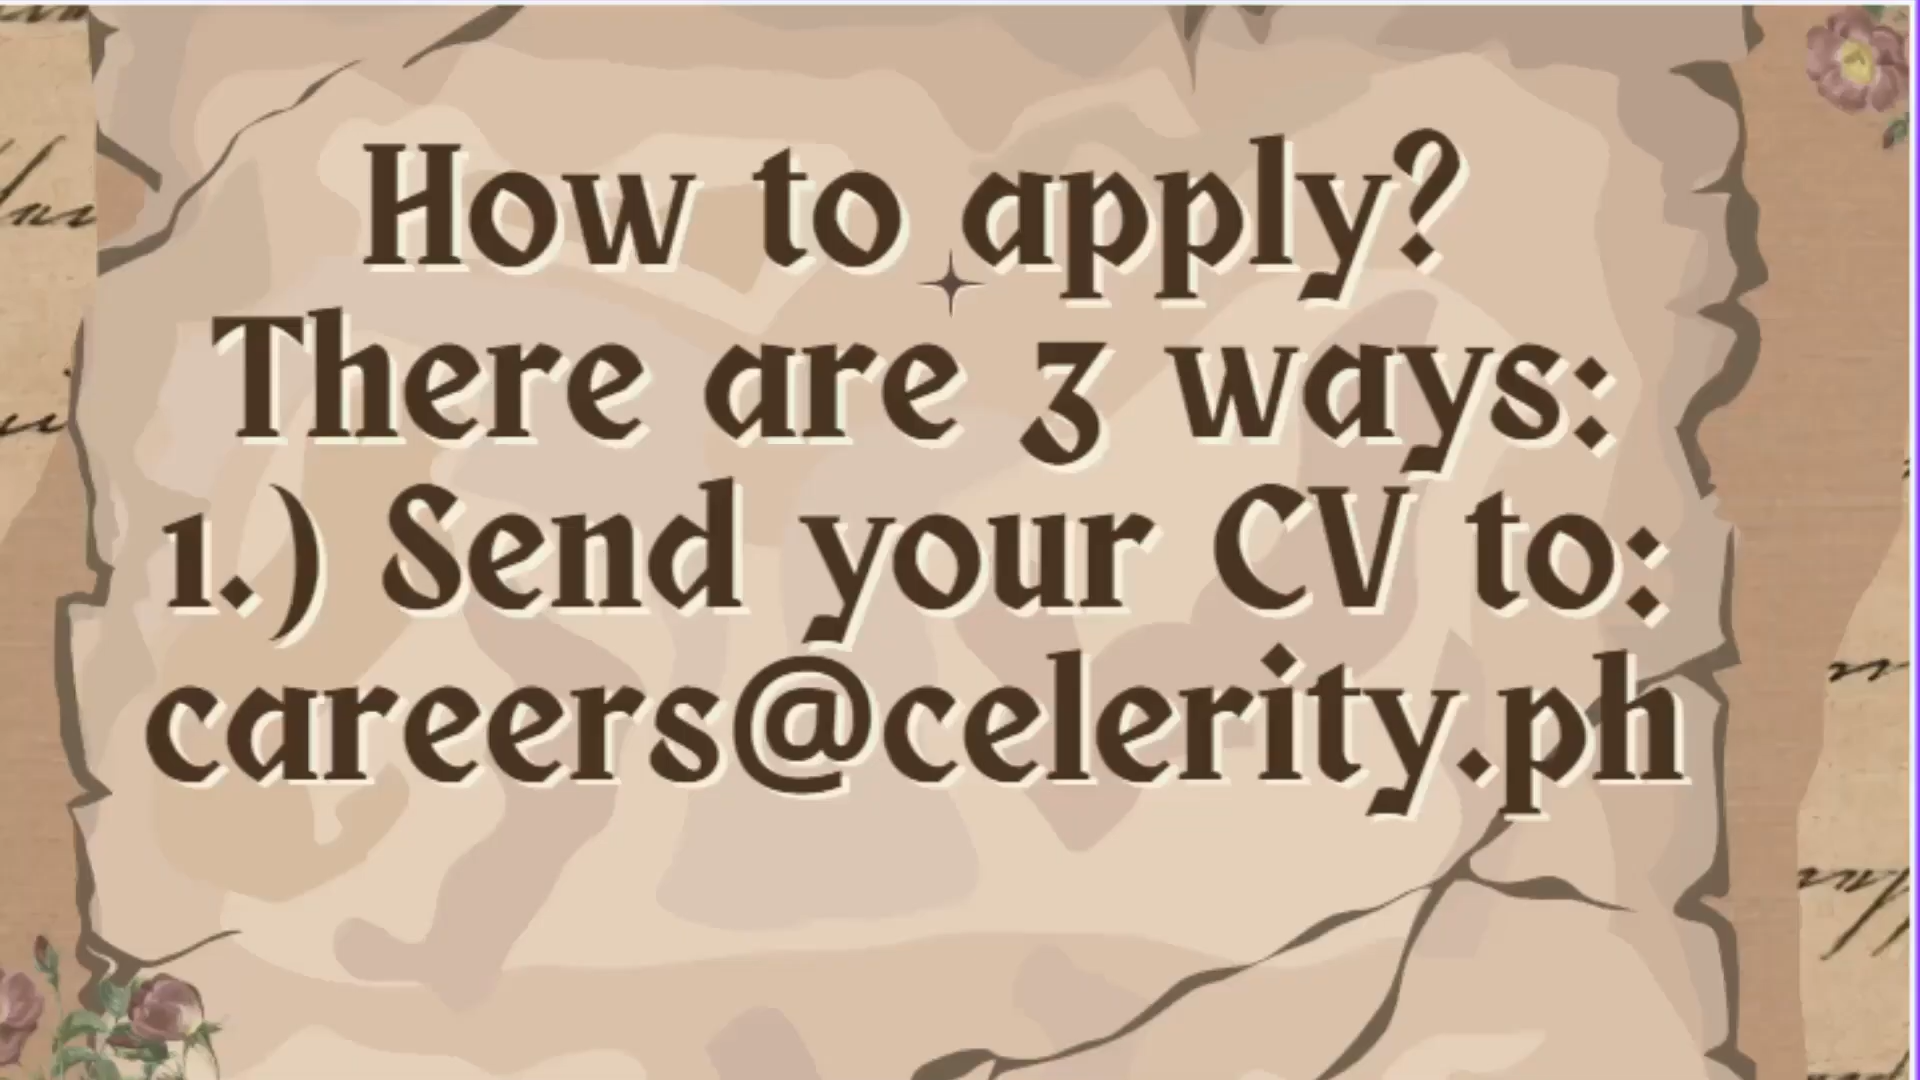 How to apply?
There are 3 ways:
1.) Send your CV to:
careers@celerity.ph